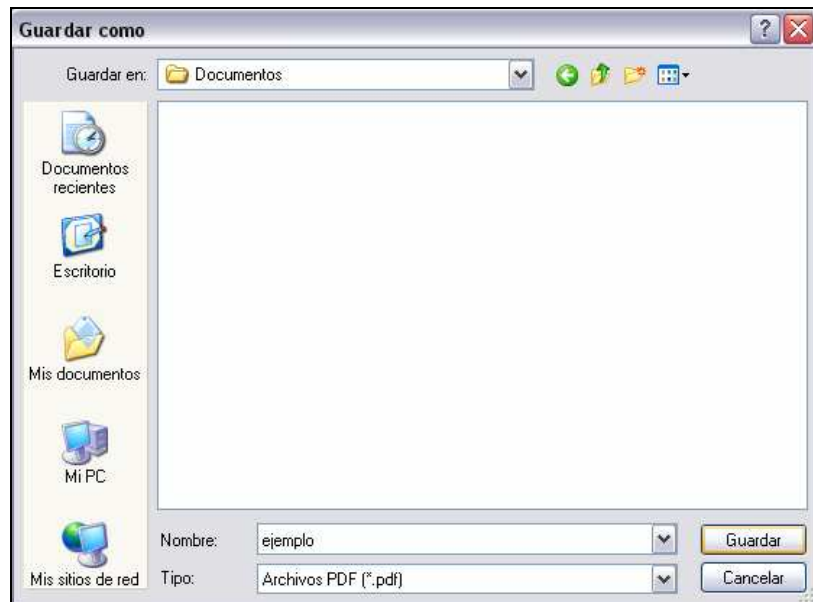 Guardar como
Guardar en:
Documentos
Documentos
recientes
Escritorio
Mis documentos
Mi PC
Mis sitios de red
Nombre:
ejemplo
Guardar
Tipo:
Archivos PDF (*.pdf)
Cancelar